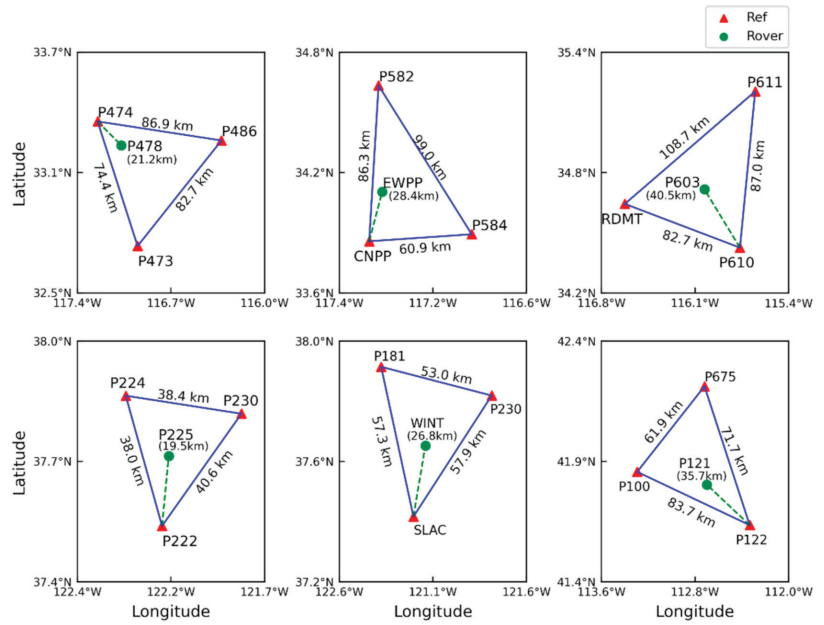 Ref
Rover
33.7°N
33.1°N
32.5°N
Latitude
P474
86.9 km
P486
P478
(21.2km)
74.4 km
82.7 km
P473
117.4°W
116.7°W
116.0°W
34.8°N
34.2°N
33.6°N
P582
86.3 km
99.0 km
EWPP
(28.4km)
P584
CNPP
60.9 km
117.4°W
117.2°W
116.6°W
35.4°N
34.8°N
34.2°N
P611
108.7 km
87.0 km
P603
(40.5km)
RDMT
82.7 km
P610
116.8°W
116.1°W
115.4°W
38.0°N
37.7°N
37.4°N
Latitude
P224
38.4 km
P230
P225
(19.5km)
38.0 km
40.6 km
P222
122.4°W
122.2°W
121.7°W
Longitude
38.0°N
37.6°N
37.2°N
P181
53.0 km
P230
WINT
(26.8km)
57.3 km
57.9 km
SLAC
122.6°W
121.1°W
121.6°W
Longitude
42.4°N
41.9°N
41.4°N
P675
61.9 km
71.7 km
P121
(35.7km)
P100
83.7 km
P122
113.6°W
112.8°W
112.0°W
Longitude